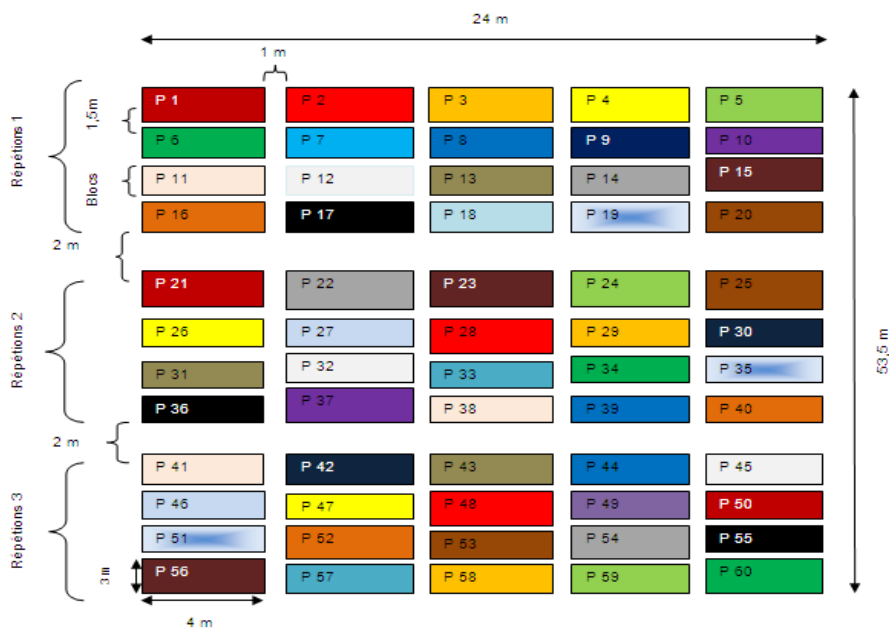 24 m
1 m
Répétions 1
1,5m
Blocs
P 1
P 2
P 3
P 4
P 5
P 6
P 7
P 8
P 9
P 10
P 11
P 12
P 13
P 14
P 15
P 16
P 17
P 18
P 19
P 20
2 m
Répétions 2
P 21
P 22
P 23
P 24
P 25
P 26
P 27
P 28
P 29
P 30
P 31
P 32
P 33
P 34
P 35
P 36
P 37
P 38
P 39
P 40
53,5 m
2 m
Répétions 3
P 41
P 42
P 43
P 44
P 45
P 46
P 47
P 48
P 49
P 50
P 51
P 52
P 53
P 54
P 55
P 56
P 57
P 58
P 59
P 60
3m
4 m